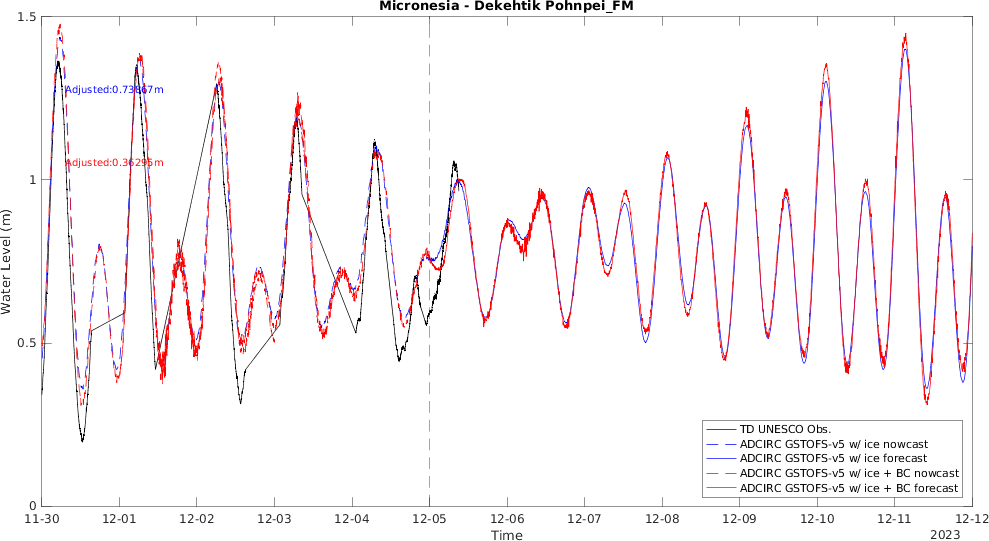 Micronesia - Dekehtik Pohnpei_FM
1.5
1
0.5
0
Water Level (m)
Adjusted:0.73867m
Adjusted:0.36295m
TD UNESCO Obs.
ADCIRC GSTOFS-v5 w/ ice nowcast
ADCIRC GSTOFS-v5 w/ ice forecast
ADCIRC GSTOFS-v5 w/ ice + BC nowcast
ADCIRC GSTOFS-v5 w/ ice + BC forecast
11-30 12-01 12-02 12-03 12-04 12-05 12-06 12-07 12-08 12-09 12-10 12-11 12-12
Time
2023